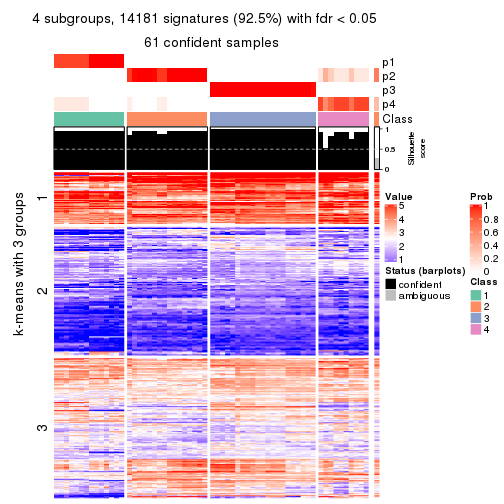 4 subgroups, 14181 signatures (92.5%) with fdr < 0.05
61 confident samples
p1
p2
p3
p4
Class
1
0.5
0
Silhouette
score
k-means with 3 groups
1
2
3
Value
5
4
3
2
1
Status (barplots)
confident
ambiguous
Prob
1
0.8
0.6
0.4
0.2
0
Class
1
2
3
4